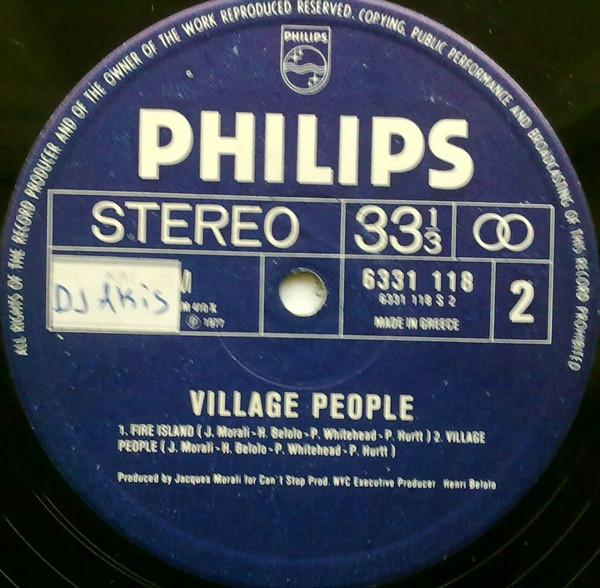 ALL RIGHTS OF THE RECORD PRODUCER AND OF THE OWNER OF THE WORK REPRODUCED RESERVED. COPYING, PUBLIC PERFORMANCE AND BROADCASTING OF THIS RECORD PROHIBITED
PHILIPS
PHILIPS
STEREO 33 1/3
DJ AKIS
6331 118
6331 118 S 2
℗ 1977
MADE IN GREECE
2
VILLAGE PEOPLE
1. FIRE ISLAND ( J. Morali - H. Belolo - P. Whitehead - P. Hurtt ) 2. VILLAGE
PEOPLE ( J. Morali - H. Belolo - P. Whitehead - P. Hurtt )
Produced by Jacques Morali for Can't Stop Prod. NYC Executive Producer Henri Belolo